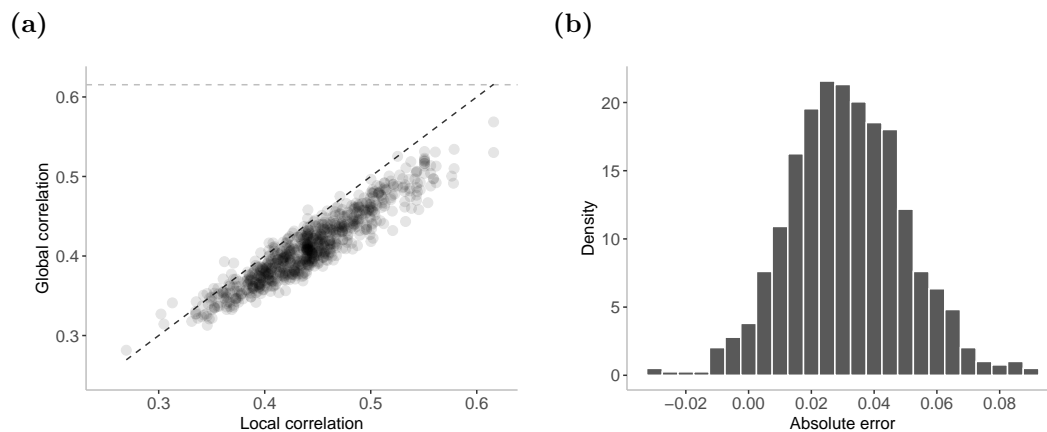 (a)
Global correlation
0.6
0.5
0.4
0.3
0.3 0.4 0.5 0.6
Local correlation
(b)
Density
20
15
10
5
0
−0.02 0.00 0.02 0.04 0.06 0.08
Absolute error